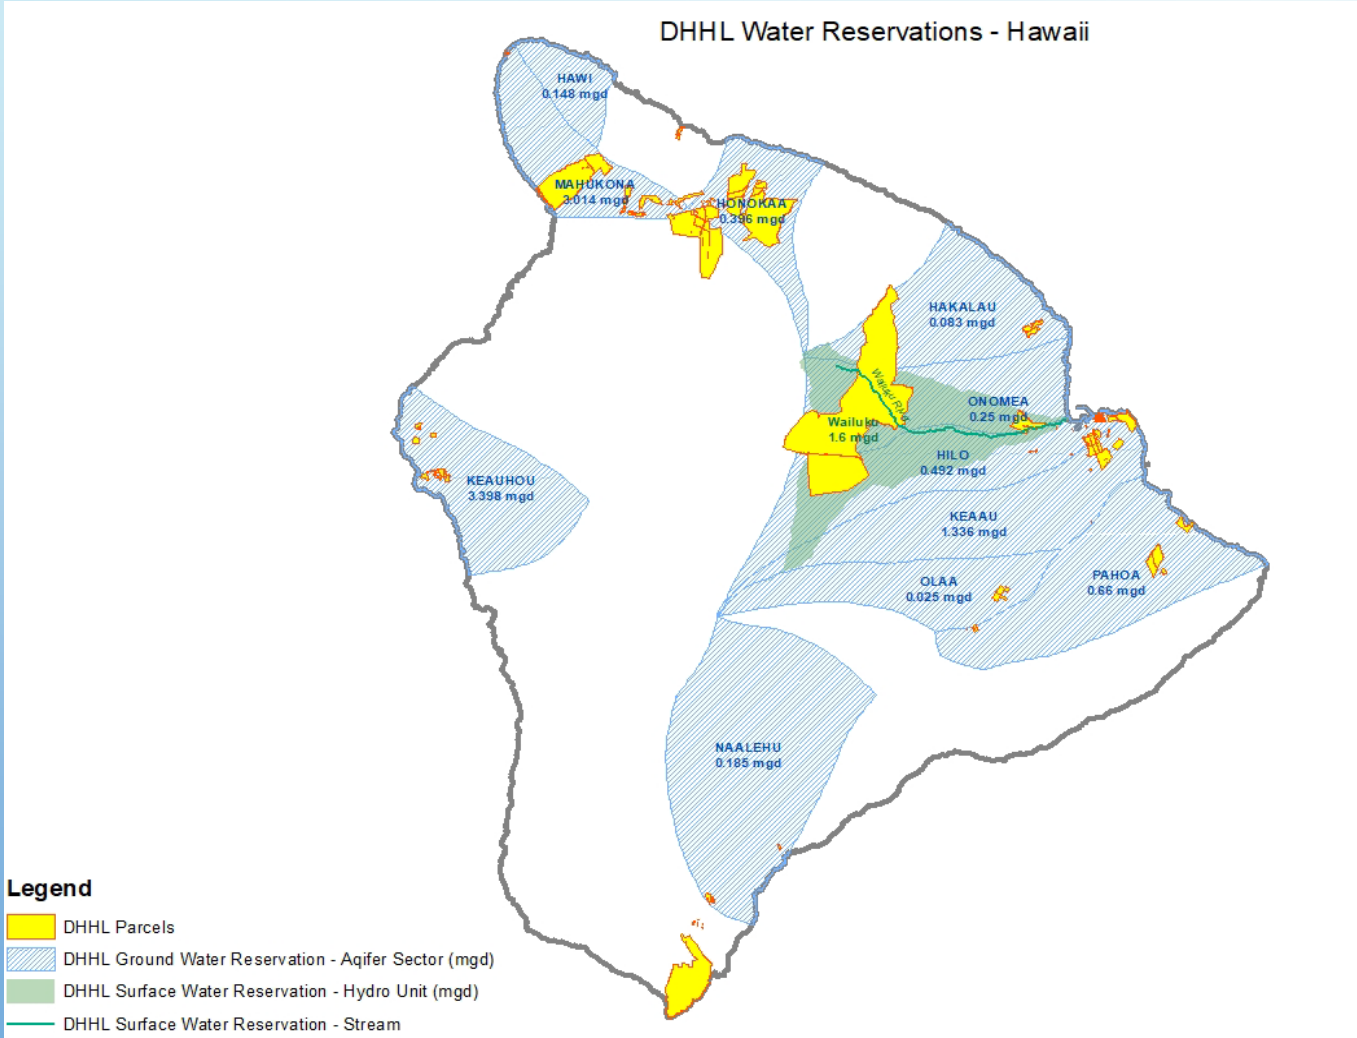 DHHL Water Reservations - Hawaii
HAWI
0.148 mgd
MAHUKONA
3.014 mgd
HONOKAA
0.396 mgd
HAKALAU
0.083 mgd
Wailuku River
ONOMEA
0.25 mgd
Wailuku
1.6 mgd
HILO
0.492 mgd
KEAUHOU
3.398 mgd
KEAAU
1.336 mgd
OLAA
0.025 mgd
PAHOA
0.66 mgd
NAALEHU
0.185 mgd
Legend
DHHL Parcels
DHHL Ground Water Reservation - Aqifer Sector (mgd)
DHHL Surface Water Reservation - Hydro Unit (mgd)
DHHL Surface Water Reservation - Stream